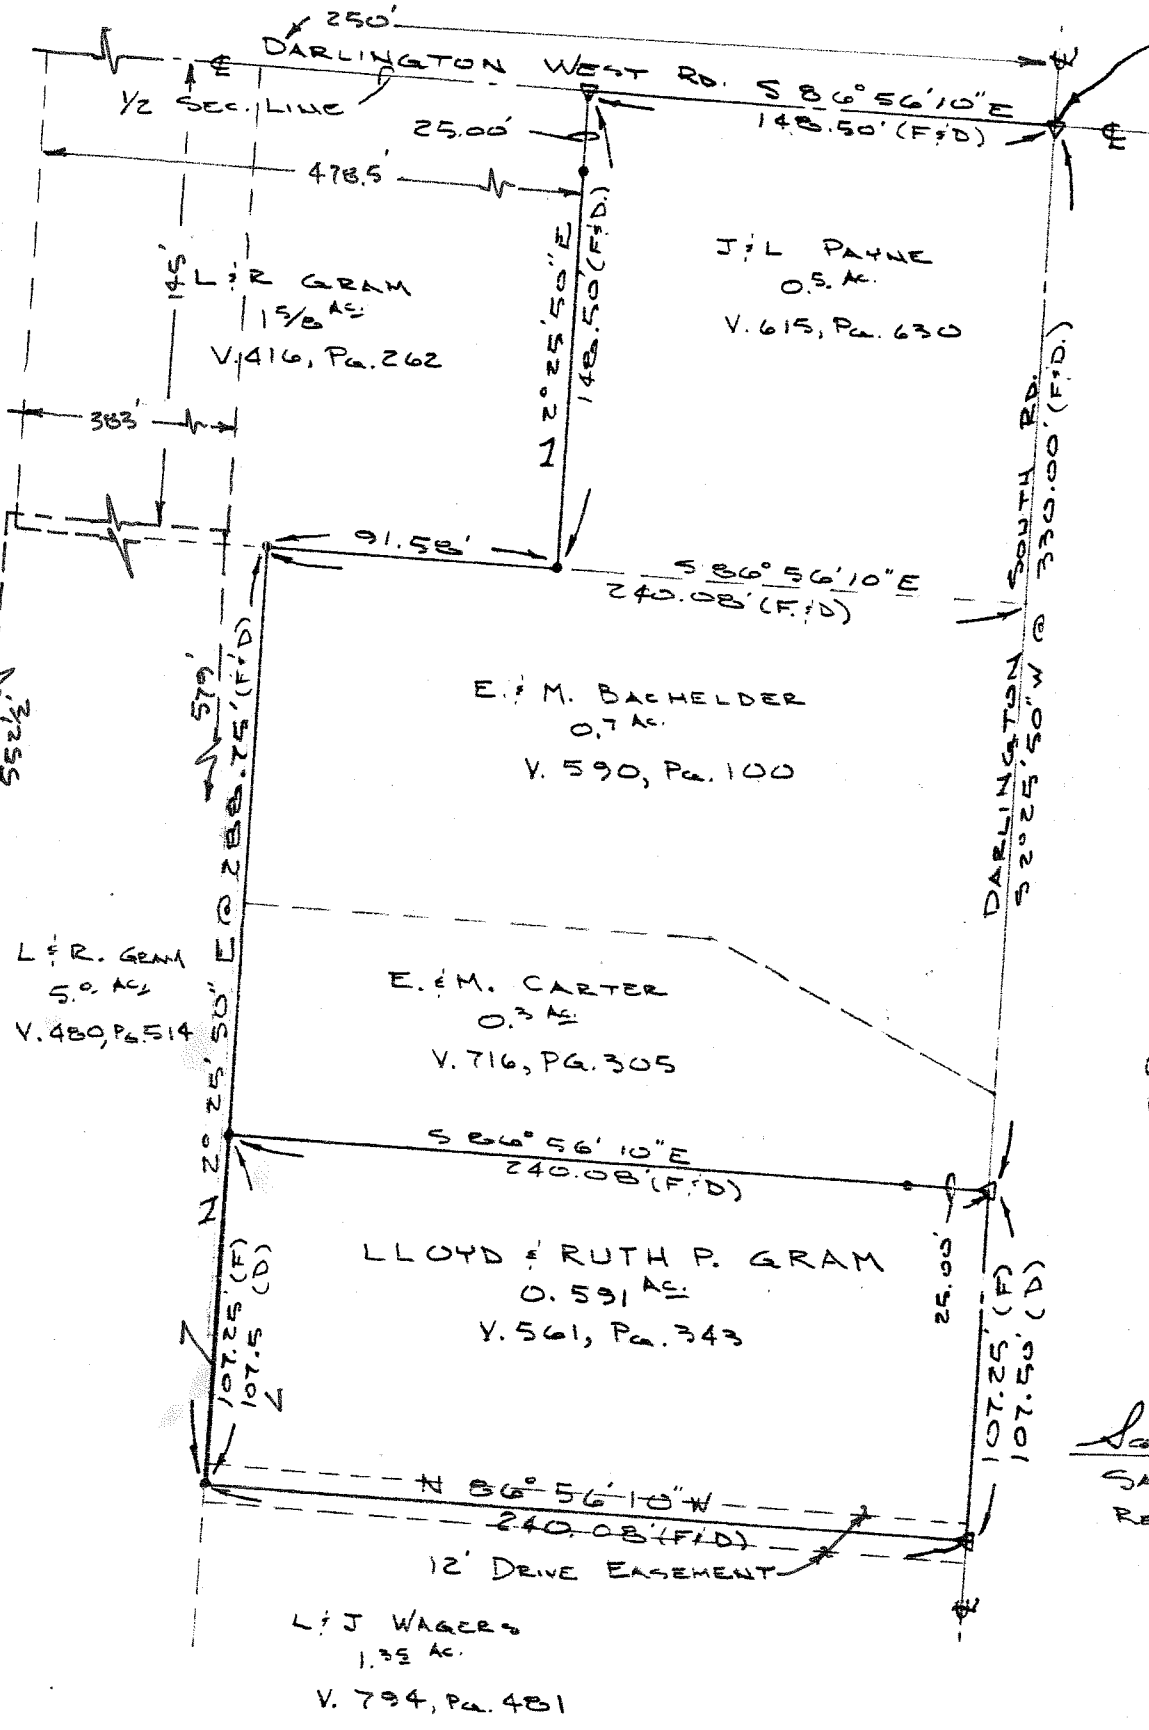 250'
DARLINGTON WEST RD.
℄
℄
℄
1/2 SEC. LINE
S 86° 56' 10" E
148.50' (F&D)
25.00'
478.5'
145'
L & R GRAM
1 5/8 AC.
V. 416, PG. 262
N 2° 25' 50" E
148.50' (F&D.)
J & L PAYNE
0.5 AC.
V. 615, PG. 630
383'
91.58'
S 86° 56' 10" E
240.08' (F&D)
DARLINGTON SOUTH RD.
S 2° 25' 50" W @ 330.00' (F&D.)
579'
552 1/2'
N 2° 25' 50" E @ 288.75' (F&D)
E. & M. BACHELDER
0.7 AC.
V. 590, PG. 100
L & R. GRAM
5.0 AC.
V. 480, PG. 514
E. & M. CARTER
0.3 AC.
V. 716, PG. 305
S 86° 56' 10" E
240.08' (F&D)
LLOYD & RUTH P. GRAM
0.591 AC.
V. 561, PG. 343
25.00'
107.25' (F)
107.5 (D)
107.25' (F)
107.50' (D)
N 86° 56' 10" W
240.08' (F&D)
12' DRIVE EASEMENT
℄
L & J WAGERS
1.35 AC.
V. 794, PG. 481
SA
RE